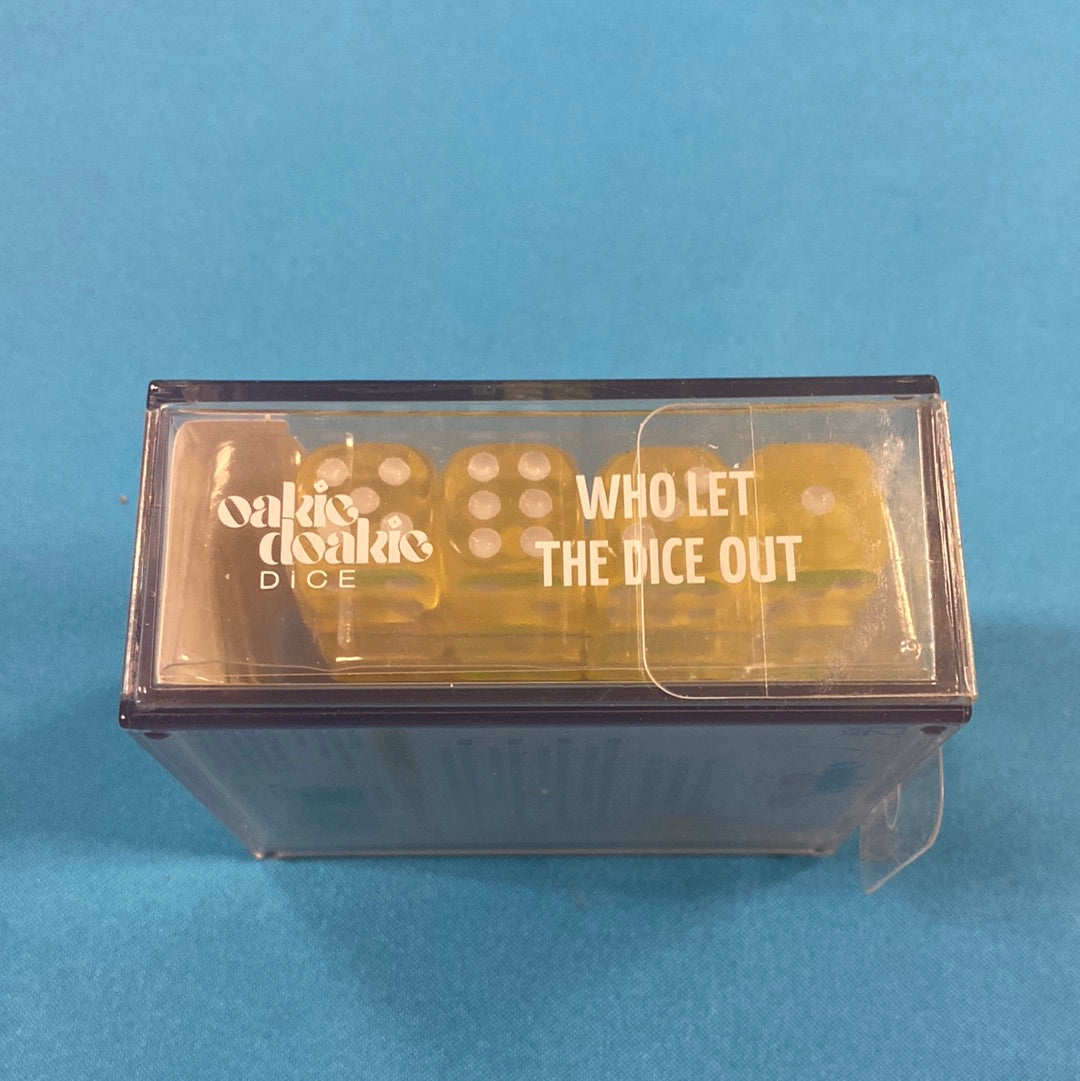 oakie
doakie
DICE
WHO LET
THE DICE OUT